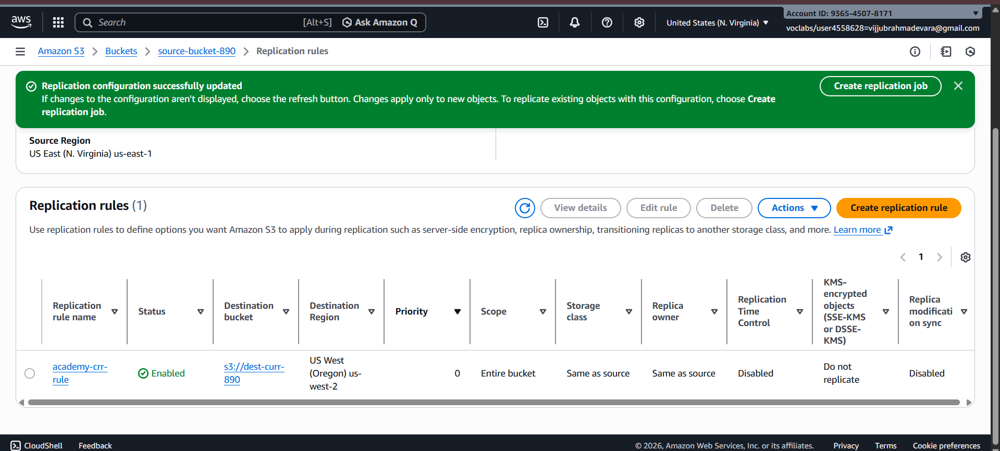 aws
Search [Alt+S] Ask Amazon Q
United States (N. Virginia)
Account ID: 9365-4507-8171
voclabs/user4558628=vijjubrahmadevara@gmail.com
Amazon S3 Buckets source-bucket-890 Replication rules
Replication configuration successfully updated
If changes to the configuration aren't displayed, choose the refresh button. Changes apply only to new objects. To replicate existing objects with this configuration, choose Create
replication job.
Create replication job
Source Region
US East (N. Virginia) us-east-1
Replication rules (1)
View details
Edit rule
Delete
Actions
Create replication rule
Use replication rules to define options you want Amazon S3 to apply during replication such as server-side encryption, replica ownership, transitioning replicas to another storage class, and more. Learn more
1
Replication
rule name
Status
Destination
bucket
Destination
Region
Priority
Scope
Storage
class
Replica
owner
Replication
Time
Control
KMS-
encrypted
objects
(SSE-KMS
or DSSE-
KMS)
Replica
modificati
on sync
academy-crr-
rule
Enabled
s3://dest-curr-
890
US West
(Oregon) us-
west-2
0
Entire bucket
Same as source
Same as source
Disabled
Do not
replicate
Disabled
CloudShell Feedback
© 2026, Amazon Web Services, Inc. or its affiliates. Privacy Terms Cookie preferences